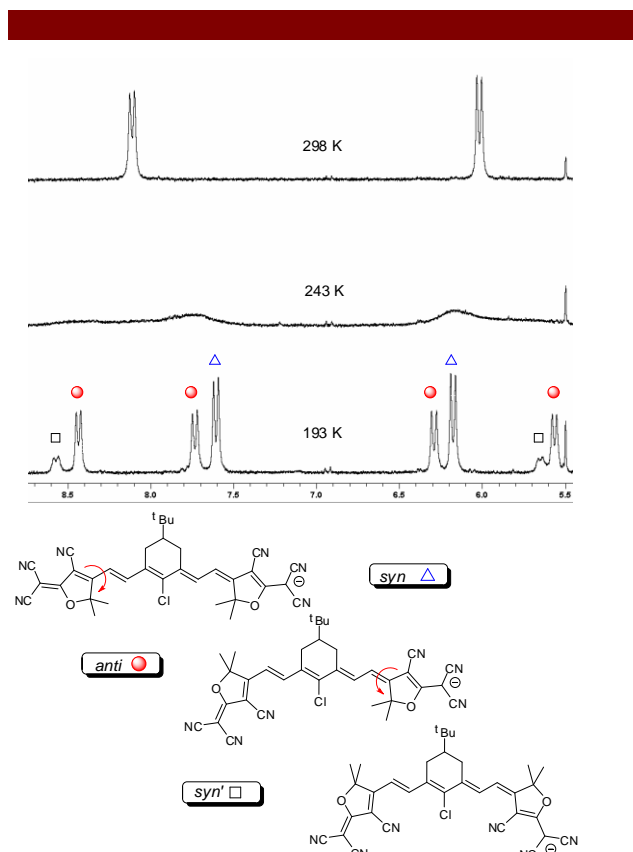 298 K
243 K
193 K
8.5 8.0 7.5 7.0 6.5 6.0 5.5
tBu
NC CN NC CN
NC O Cl O CN
syn
tBu
anti
CN CN
O Cl O CN
CN NC
CN
tBu
syn'
O Cl O
NC CN NC CN